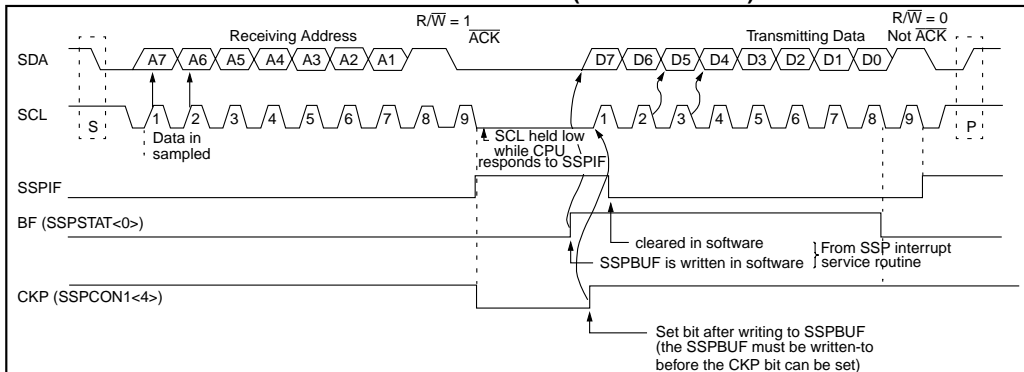 R/W = 1
ACK
Receiving Address
R/W = 0
Not ACK
Transmitting Data
SDA
A7 A6 A5 A4 A3 A2 A1
D7 D6 D5 D4 D3 D2 D1 D0
SCL
S
1 2 3 4 5 6 7 8 9
1 2 3 4 5 6 7 8 9
P
Data in
sampled
SCL held low
while CPU
responds to SSPIF
SSPIF
BF (SSPSTAT<0>)
cleared in software
SSPBUF is written in software
From SSP interrupt
service routine
CKP (SSPCON1<4>)
Set bit after writing to SSPBUF
(the SSPBUF must be written-to
before the CKP bit can be set)